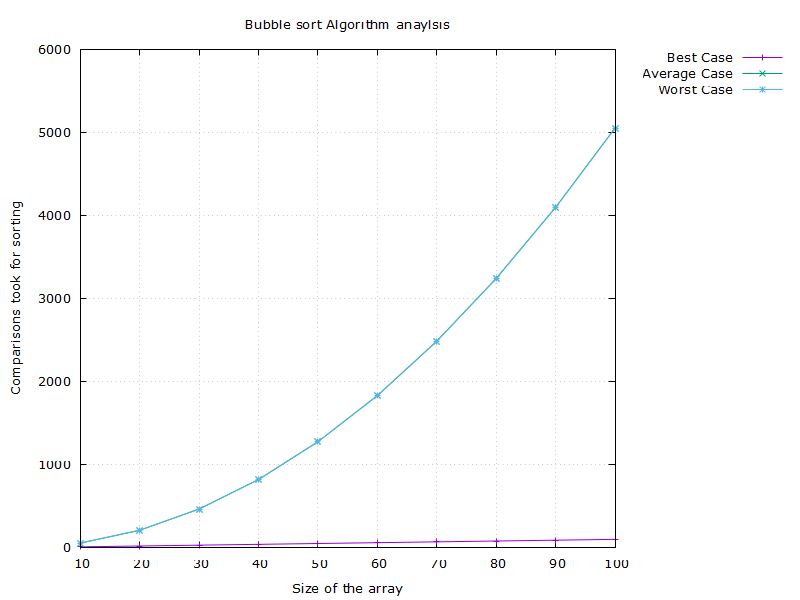 Bubble sort Algorithm anaylsis
Best Case
Average Case
Worst Case
6000
5000
4000
3000
2000
1000
0
Comparisons took for sorting
10 20 30 40 50 60 70 80 90 100
Size of the array